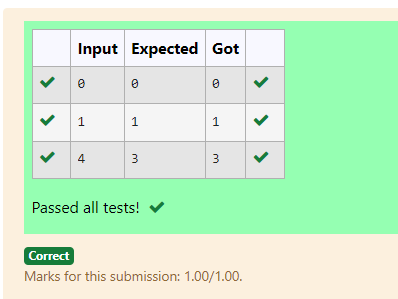 Input Expected Got
0 0 0
1 1 1
4 3 3
Passed all tests!
Correct
Marks for this submission: 1.00/1.00.